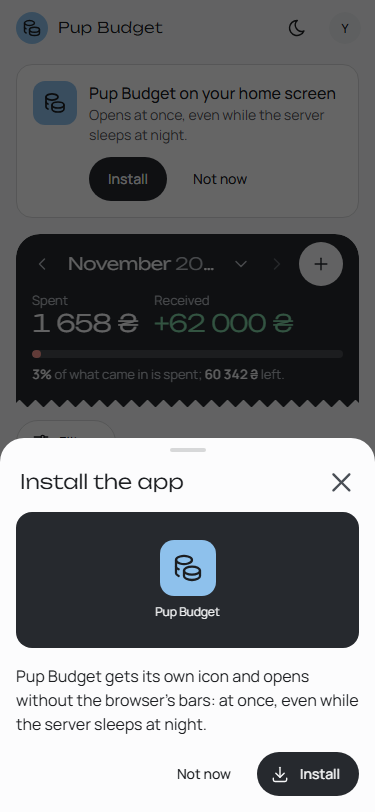 Pup Budget
Y
Pup Budget on your home screen
Opens at once, even while the server
sleeps at night.
Install
Not now
November 20...
Spent
Received
1 658 ₴
+62 000 ₴
3% of what came in is spent; 60 342 ₴ left.
Install the app
Pup Budget
Pup Budget gets its own icon and opens
without the browser's bars: at once, even while
the server sleeps at night.
Not now
Install